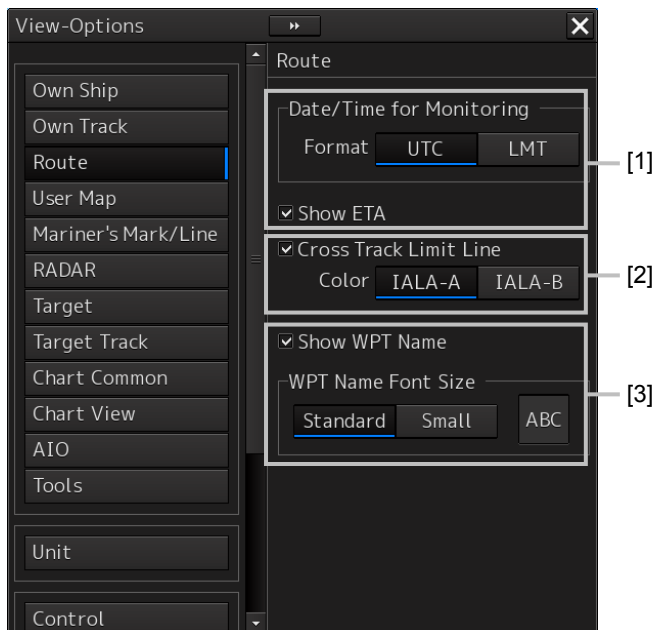 View-Options
Own Ship
Own Track
Route
User Map
Mariner's Mark/Line
RADAR
Target
Target Track
Chart Common
Chart View
AIO
Tools
Unit
Control
Route
Date/Time for Monitoring
Format UTC LMT
Show ETA
[1]
Cross Track Limit Line
Color IALA-A IALA-B
[2]
Show WPT Name
WPT Name Font Size
Standard Small ABC
[3]